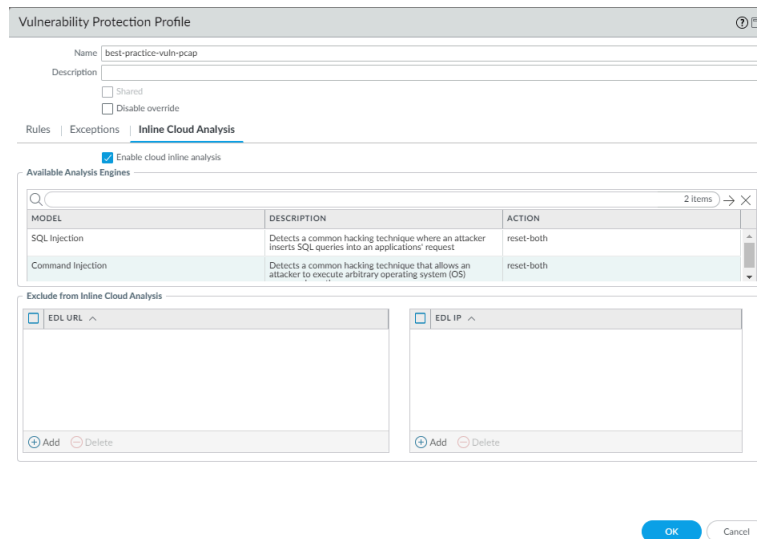 Vulnerability Protection Profile
Name best-practice-vuln-pcap
Description
Shared
Disable override
Rules | Exceptions | Inline Cloud Analysis
Enable cloud inline analysis
Available Analysis Engines
2 items
MODEL DESCRIPTION ACTION
SQL Injection Detects a common hacking technique where an attacker reset-both
inserts SQL queries into an applications' request
Command Injection Detects a common hacking technique that allows an reset-both
attacker to execute arbitrary operating system (OS)
Exclude from Inline Cloud Analysis
EDL URL EDL IP
Add Delete Add Delete
OK Cancel